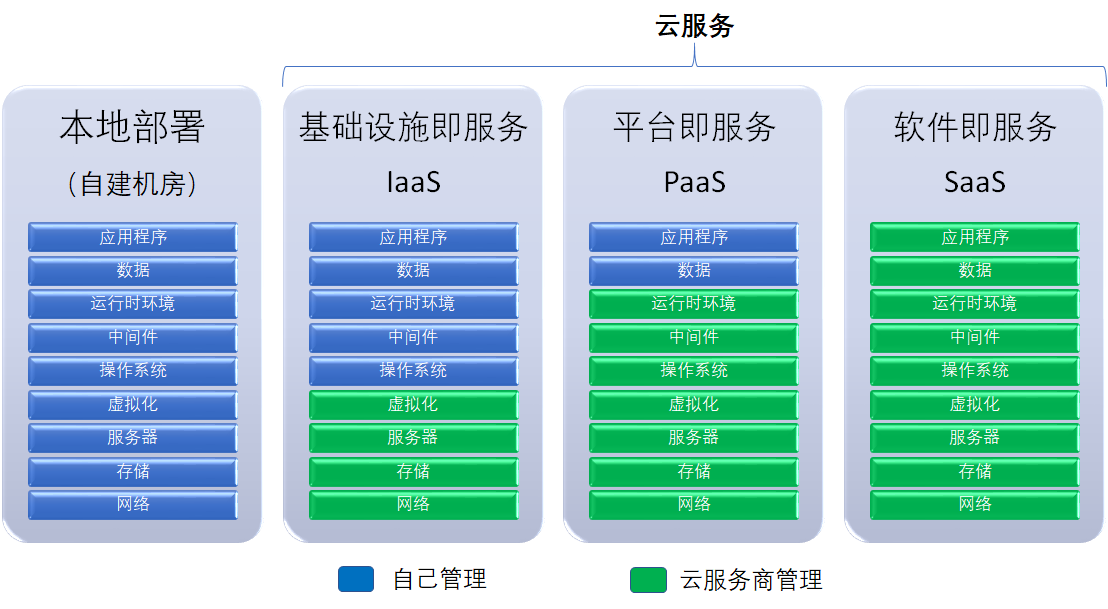 云服务
本地部署
（自建机房）
应用程序
数据
运行时环境
中间件
操作系统
虚拟化
服务器
存储
网络
基础设施即服务
IaaS
应用程序
数据
运行时环境
中间件
操作系统
虚拟化
服务器
存储
网络
平台即服务
PaaS
应用程序
数据
运行时环境
中间件
操作系统
虚拟化
服务器
存储
网络
软件即服务
SaaS
应用程序
数据
运行时环境
中间件
操作系统
虚拟化
服务器
存储
网络
自己管理
云服务商管理